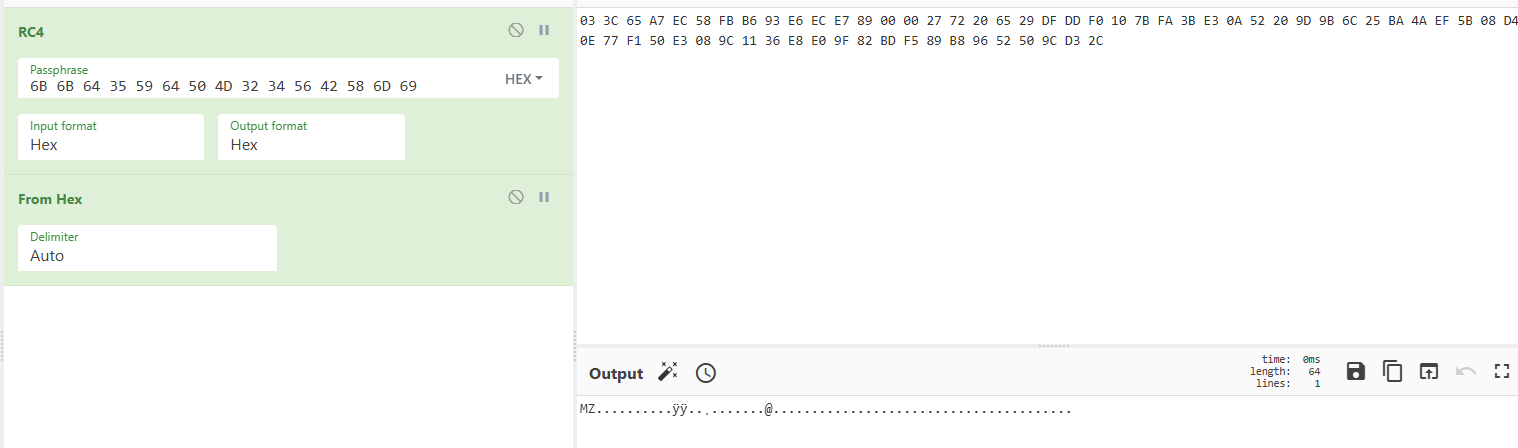 RC4
Passphrase
6B 6B 64 35 59 64 50 4D 32 34 56 42 58 6D 69
HEX
Input format
Hex
Output format
Hex
From Hex
Delimiter
Auto
03 3C 65 A7 EC 58 FB B6 93 E6 EC E7 89 00 00 27 72 20 65 29 DF DD F0 10 7B FA 3B E3 0A 52 20 9D 9B 6C 25 BA 4A EF 5B 08 D4
0E 77 F1 50 E3 08 9C 11 36 E8 E0 9F 82 BD F5 89 B8 96 52 50 9C D3 2C
Output
time: 0ms
length: 64
lines: 1
MZ..........ÿÿ..¸.......@.......................................